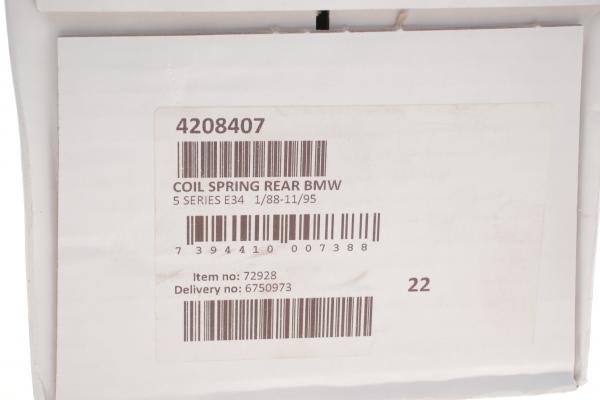 4208407
COIL SPRING REAR BMW
5 SERIES E34 1/88-11/95
7 394410 007388
Item no: 72928
Delivery no: 6750973
22